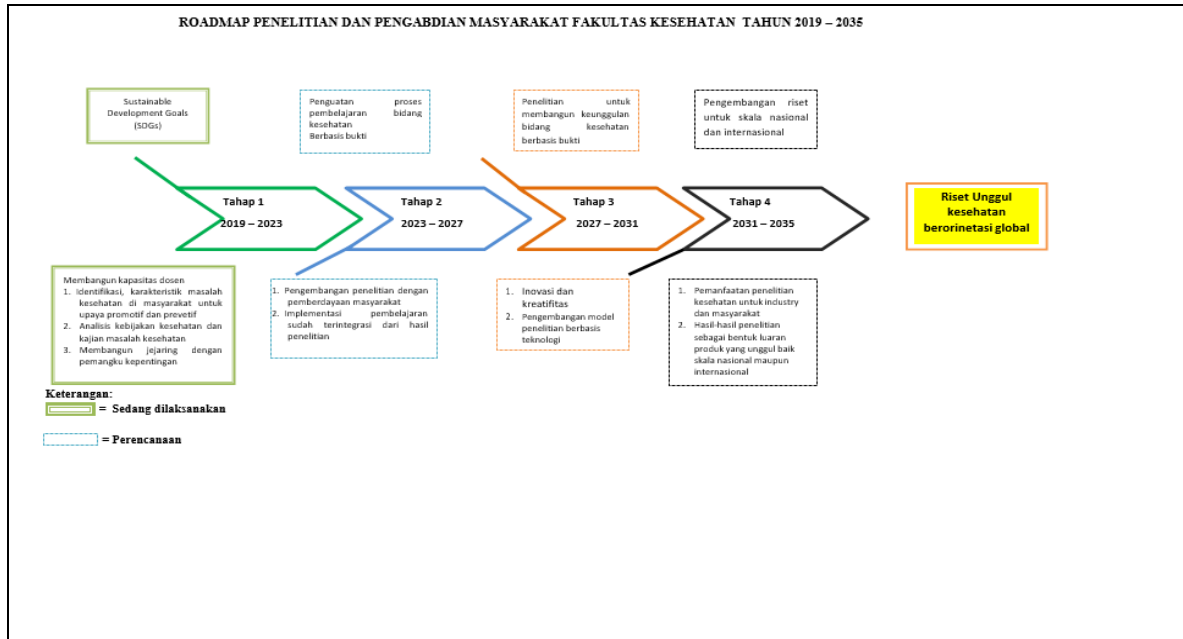 ROADMAP PENELITIAN DAN PENGABDIAN MASYARAKAT FAKULTAS KESEHATAN TAHUN 2019 – 2035
Sustainable
Development Goals
(SDGs)
Penguatan proses
pembelajaran bidang
kesehatan
Berbasis bukti
Penelitian untuk
membangun keunggulan
bidang kesehatan
berbasis bukti
Pengembangan riset
untuk skala nasional
dan internasional
Tahap 1
2019 – 2023
Tahap 2
2023 – 2027
Tahap 3
2027 – 2031
Tahap 4
2031 – 2035
Riset Unggul
kesehatan
berorinetasi global
Membangun kapasitas dosen
1. Identifikasi, karakteristik masalah
kesehatan di masyarakat untuk
upaya promotif dan prevetif
2. Analisis kebijakan kesehatan dan
kajian masalah kesehatan
3. Membangun jejaring dengan
pemangku kepentingan
1. Pengembangan penelitian dengan
pemberdayaan masyarakat
2. Implementasi pembelajaran
sudah terintegrasi dari hasil
penelitian
1. Inovasi dan
kreatifitas
2. Pengembangan model
penelitian berbasis
teknologi
1. Pemanfaatan penelitian
kesehatan untuk industry
dan masyarakat
2. Hasil-hasil penelitian
sebagai bentuk luaran
produk yang unggul baik
skala nasional maupun
internasional
Keterangan:
= Sedang dilaksanakan
= Perencanaan